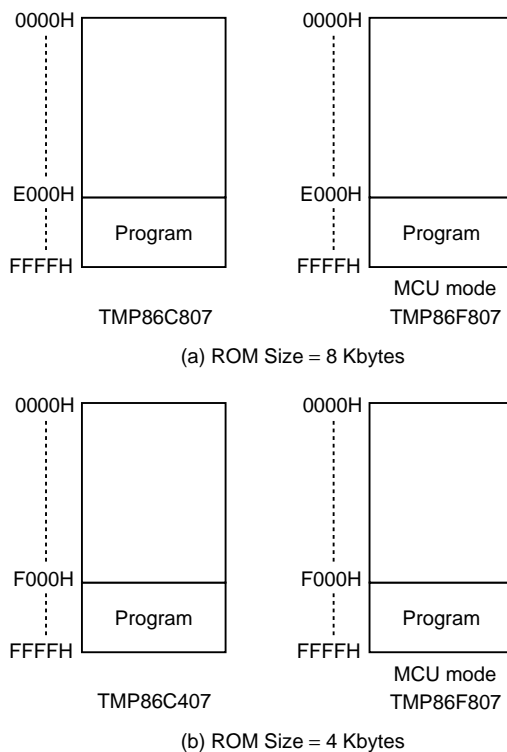 0000H
0000H
E000H
E000H
Program
Program
FFFFH
FFFFH
MCU mode
TMP86C807
TMP86F807
(a) ROM Size = 8 Kbytes
0000H
0000H
F000H
F000H
Program
Program
FFFFH
FFFFH
MCU mode
TMP86C407
TMP86F807
(b) ROM Size = 4 Kbytes